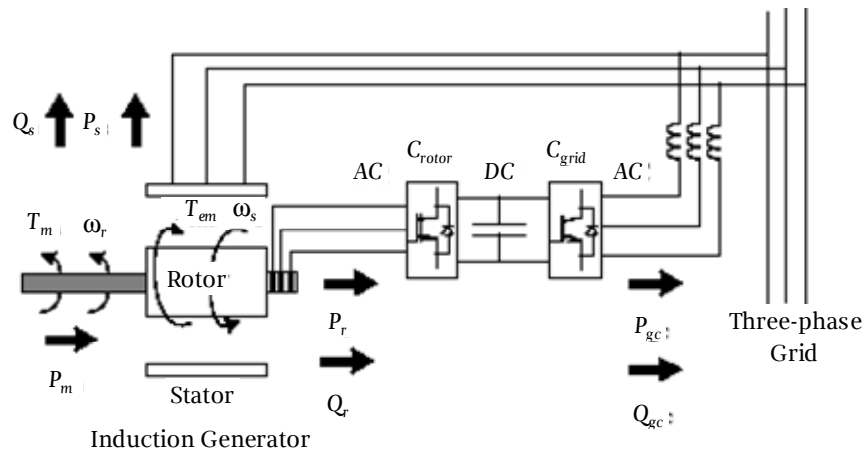 Q_s P_s
C_rotor C_grid
AC DC AC
T_em ω_s
T_m ω_r
Rotor
P_r P_gc Three-phase
Grid
P_m
Stator Q_r Q_gc
Induction Generator